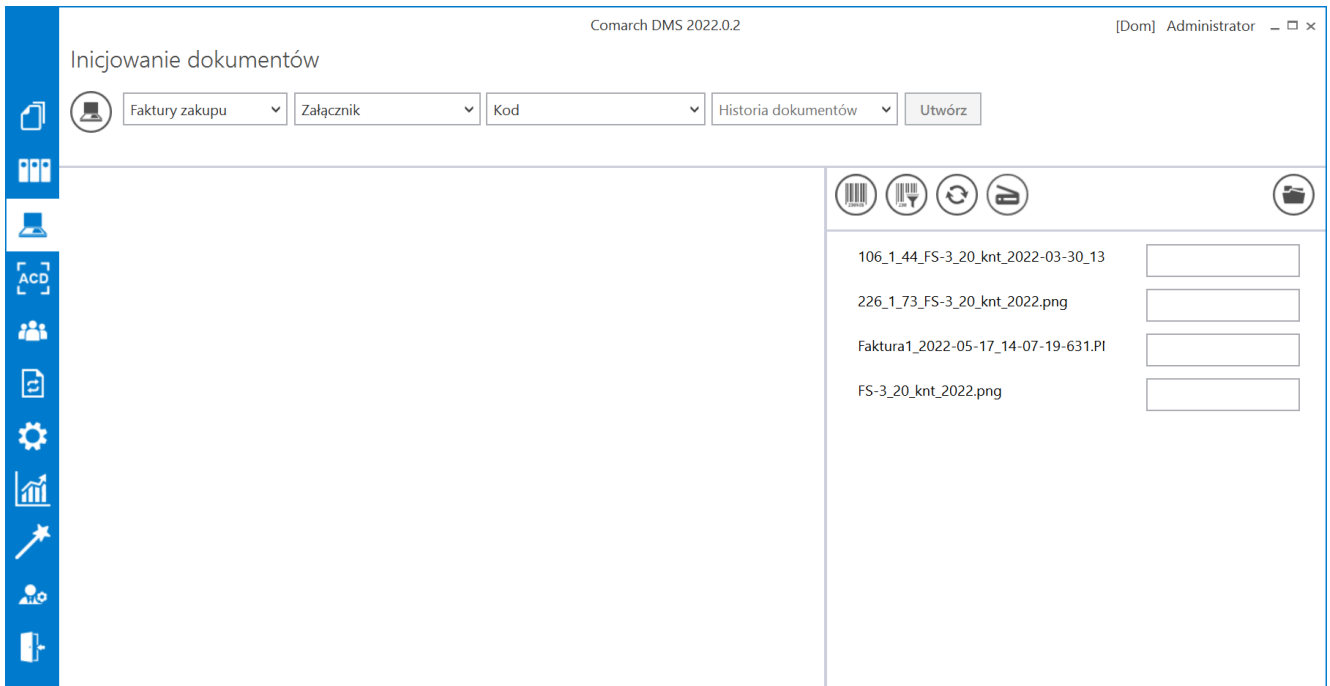 Comarch DMS 2022.0.2
[Dom] Administrator
Inicjowanie dokumentów
Faktury zakupu Załącznik Kod Historia dokumentów Utwórz
ACD
106_1_44_FS-3_20_knt_2022-03-30_13
226_1_73_FS-3_20_knt_2022.png
Faktura1_2022-05-17_14-07-19-631.PI
FS-3_20_knt_2022.png